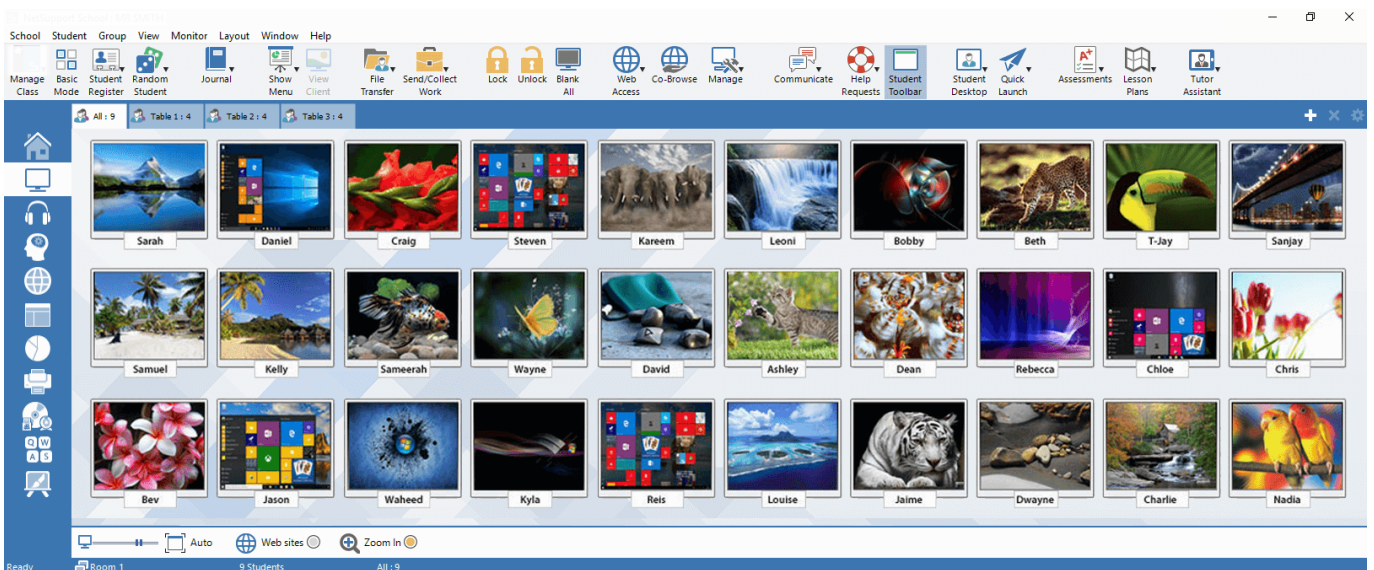 School Student Group View Monitor Layout Window Help
Manage Class
Basic Mode
Student Register
Random Student
Journal
Show Menu
View Client
File Transfer
Send/Collect Work
Lock
Unlock
Blank All
Web Access
Co-Browse
Manage
Communicate
Help Requests
Student Toolbar
Student Desktop
Quick Launch
A+
Assessments
Lesson Plans
Tutor Assistant
All : 9
Table 1 : 4
Table 2 : 4
Table 3 : 4
Sarah Daniel Craig Steven Kareem Leoni Bobby Beth T-Jay Sanjay
Samuel Kelly Sameerah Wayne David Ashley Dean Rebecca Chloe Chris
Bev Jason Waheed Kyla Reis Louise Jaime Dwayne Charlie Nadia
Q W
A S
Auto Web sites Zoom In
Ready Room 1 9 Students All : 9